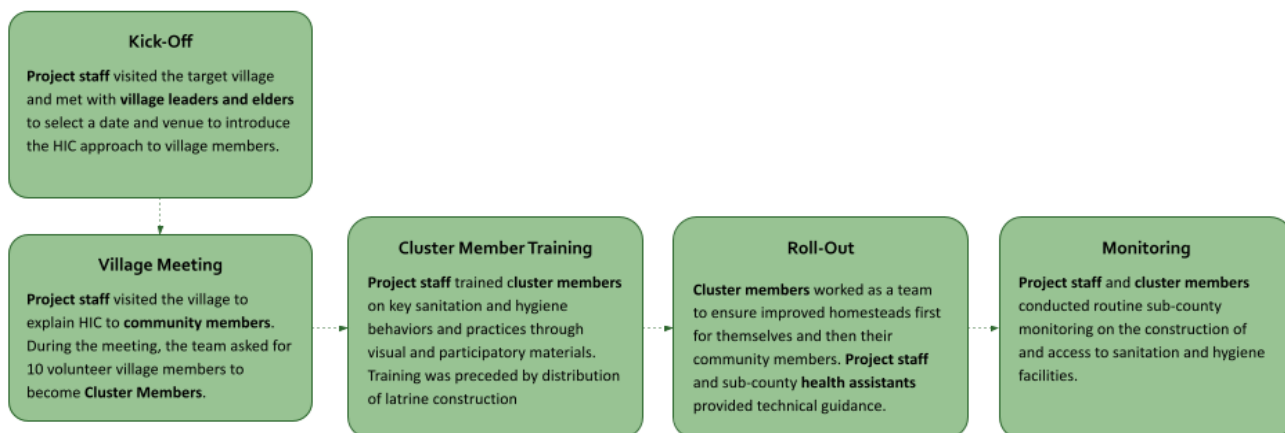 Kick-Off
Project staff visited the target village
and met with village leaders and elders
to select a date and venue to introduce
the HIC approach to village members.
Village Meeting
Project staff visited the village to
explain HIC to community members.
During the meeting, the team asked for
10 volunteer village members to
become Cluster Members.
Cluster Member Training
Project staff trained cluster members
on key sanitation and hygiene
behaviors and practices through
visual and participatory materials.
Training was preceded by distribution
of latrine construction
Roll-Out
Cluster members worked as a team
to ensure improved homesteads first
for themselves and then their
community members. Project staff
and sub-county health assistants
provided technical guidance.
Monitoring
Project staff and cluster members
conducted routine sub-county
monitoring on the construction of
and access to sanitation and hygiene
facilities.